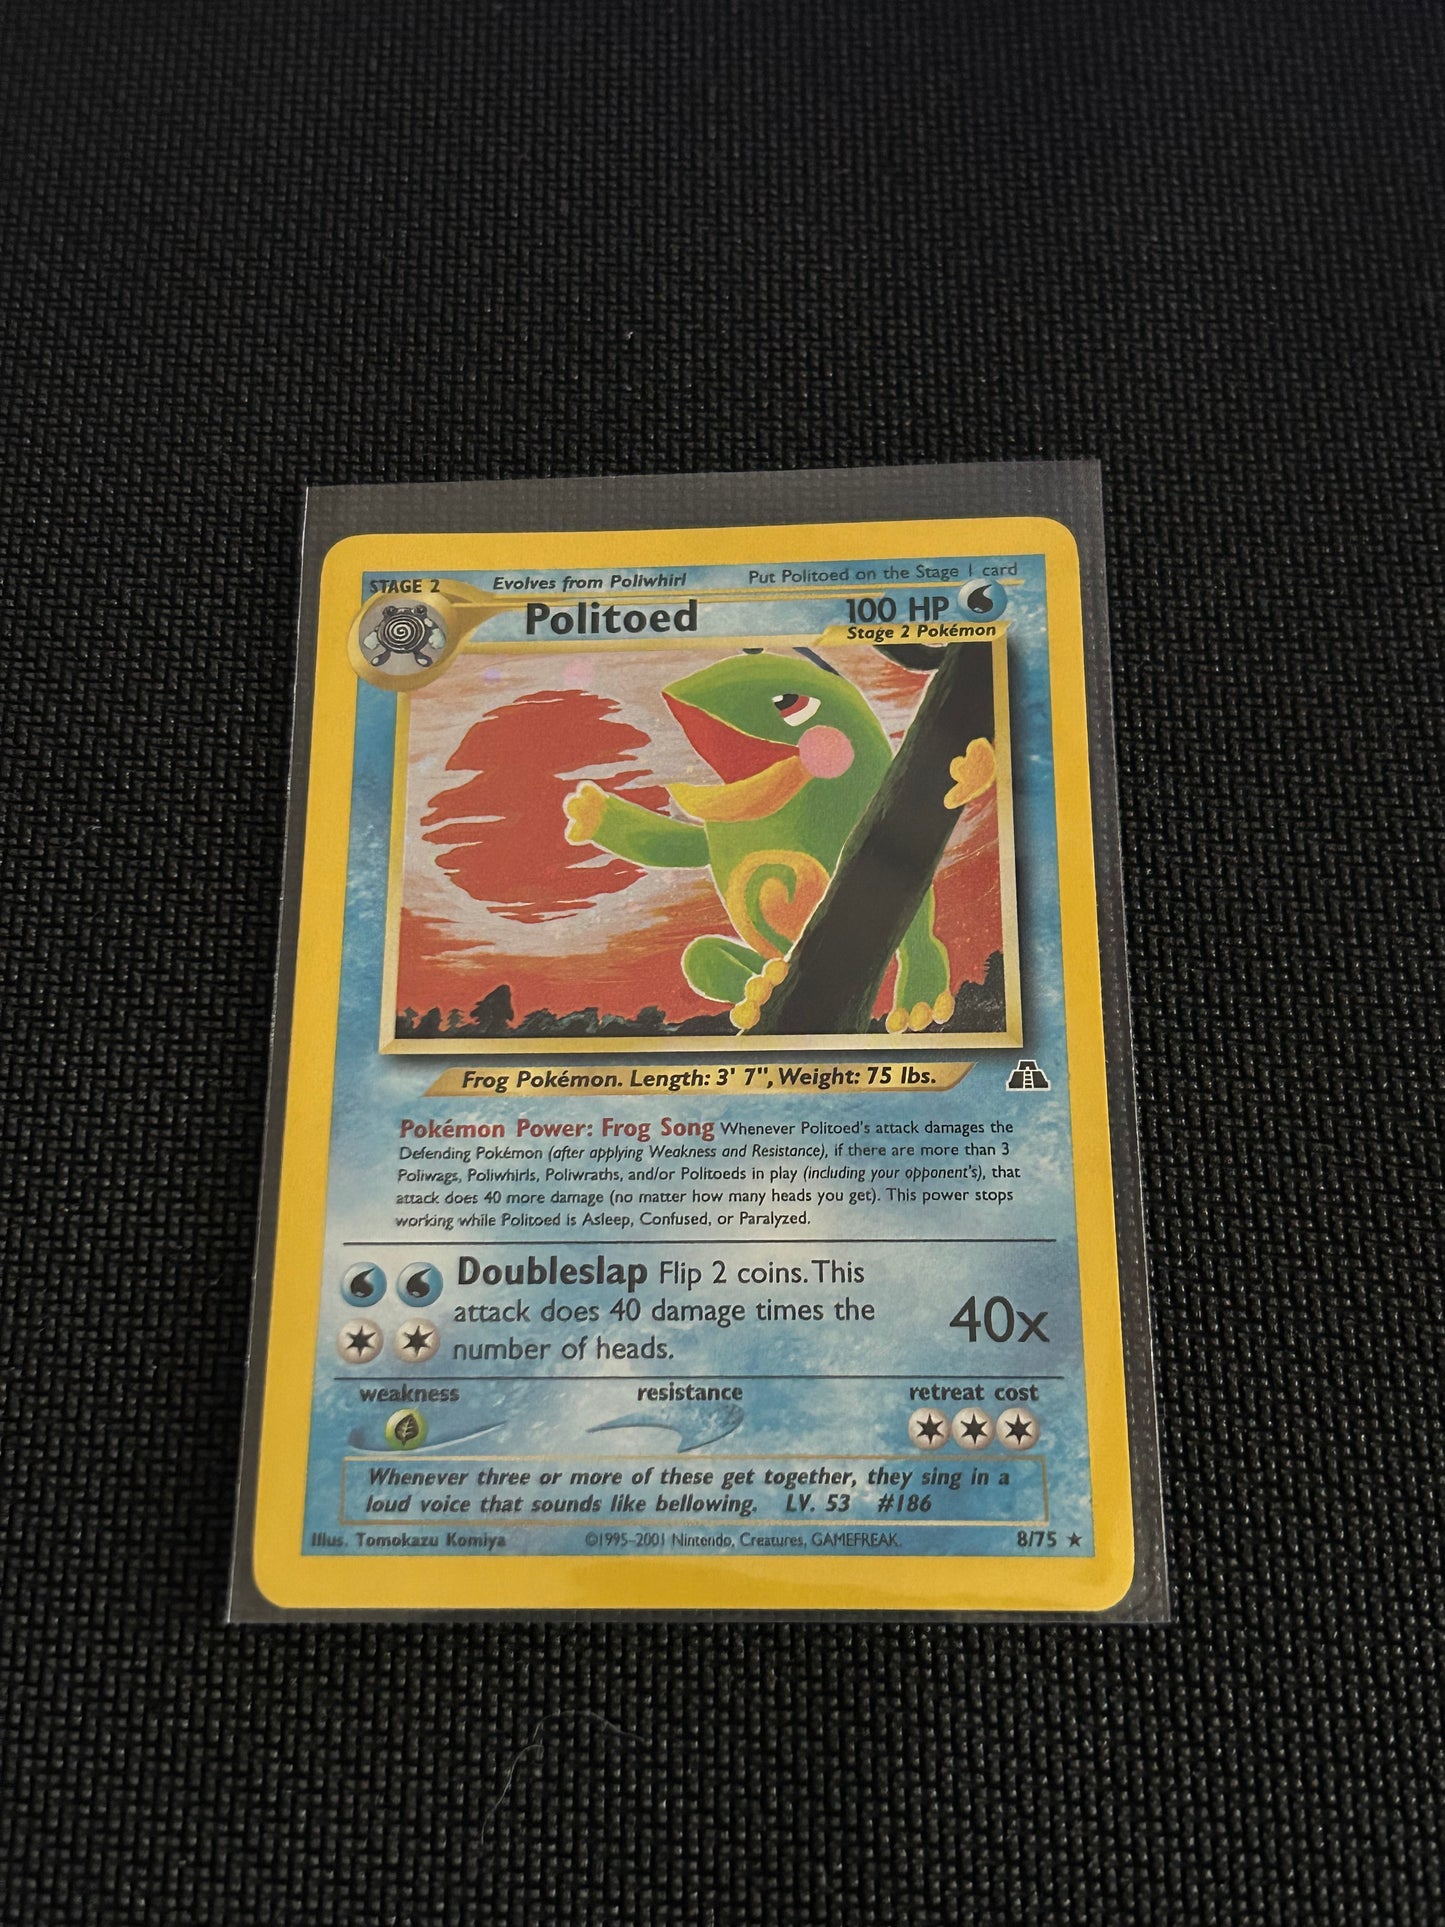 STAGE 2 Evolves from Poliwhirl Put Politoed on the Stage 1 card
Politoed 100 HP
Stage 2 Pokémon
Frog Pokémon. Length: 3' 7", Weight: 75 lbs.
Pokémon Power: Frog Song Whenever Politoed's attack damages the
Defending Pokémon (after applying Weakness and Resistance), if there are more than 3
Poliwags, Poliwhirls, Poliwraths, and/or Politoeds in play (including your opponent's), that
attack does 40 more damage (no matter how many heads you get). This power stops
working while Politoed is Asleep, Confused, or Paralyzed.
Doubleslap Flip 2 coins. This
attack does 40 damage times the
number of heads.
40x
weakness resistance retreat cost
Whenever three or more of these get together, they sing in a
loud voice that sounds like bellowing. LV. 53 #186
Illus. Tomokazu Komiya ©1995-2001 Nintendo, Creatures, GAMEFREAK. 8/75 ★